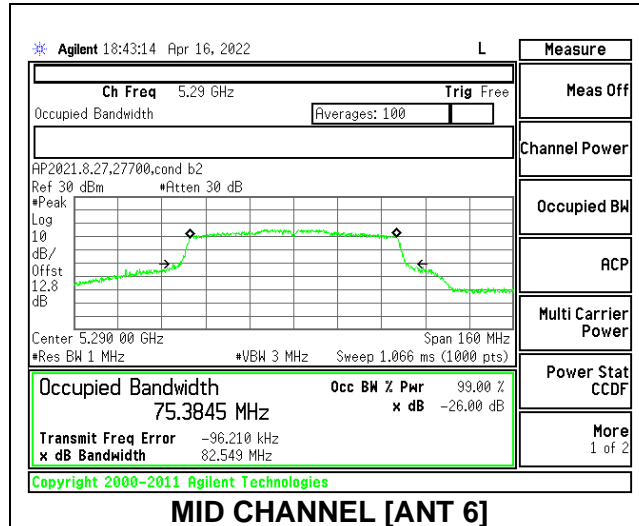 Agilent 18:43:14 Apr 16, 2022 L
Measure
Ch Freq 5.29 GHz Trig Free
Meas Off
Occupied Bandwidth Averages: 100
Channel Power
AP2021.8.27,27700,cond b2
Ref 30 dBm #Atten 30 dB
#Peak
Log
10
dB/
Offst
12.8
dB
Occupied BW
ACP
Center 5.290 00 GHz Span 160 MHz
#Res BW 1 MHz #VBW 3 MHz Sweep 1.066 ms (1000 pts)
Multi Carrier
Power
Occupied Bandwidth Occ BW % Pwr 99.00 %
75.3845 MHz x dB -26.00 dB
Power Stat
CCDF
Transmit Freq Error -96.210 kHz
x dB Bandwidth 82.549 MHz
More
1 of 2
Copyright 2000-2011 Agilent Technologies
MID CHANNEL [ANT 6]